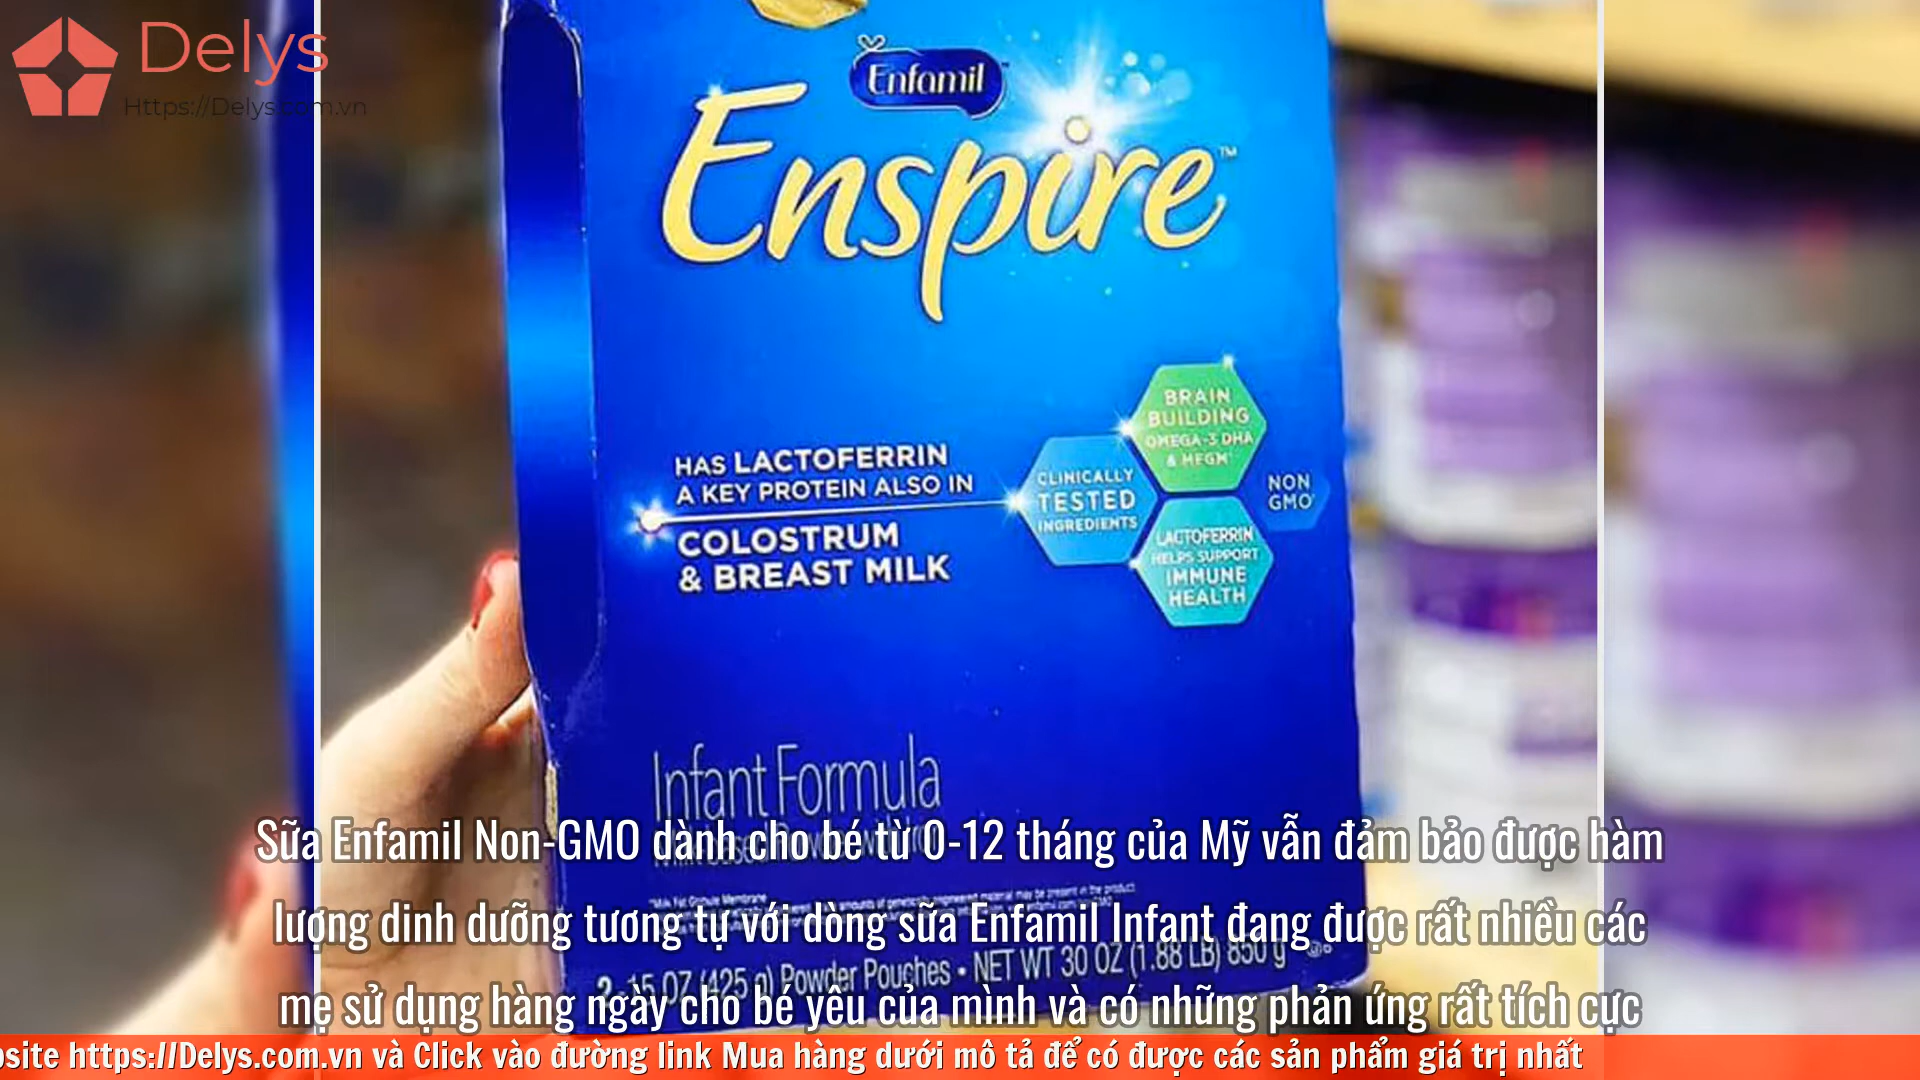 Delys
Https://Delys.com.vn
Enfamil
Enspire™
BRAIN
BUILDING
OMEGA-3 DHA
& MFGM
HAS LACTOFERRIN
A KEY PROTEIN ALSO IN
COLOSTRUM
& BREAST MILK
CLINICALLY
TESTED
INGREDIENTS
NON
GMO
LACTOFERRIN
HELPS SUPPORT
IMMUNE
HEALTH
Infant Formula
Sữa Enfamil Non-GMO dành cho bé từ 0-12 tháng của Mỹ vẫn đảm bảo được hàm
lượng dinh dưỡng tương tự với dòng sữa Enfamil Infant đang được rất nhiều các
15 OZ (425 g) Powder Pouches • NET WT 30 OZ (1.88 LB) 850 g
mẹ sử dụng hàng ngày cho bé yêu của mình và có những phản ứng rất tích cực
https://Delys.com.vn và Click vào đường link Mua hàng dưới mô tả để có được các sản phẩm giá trị nhất